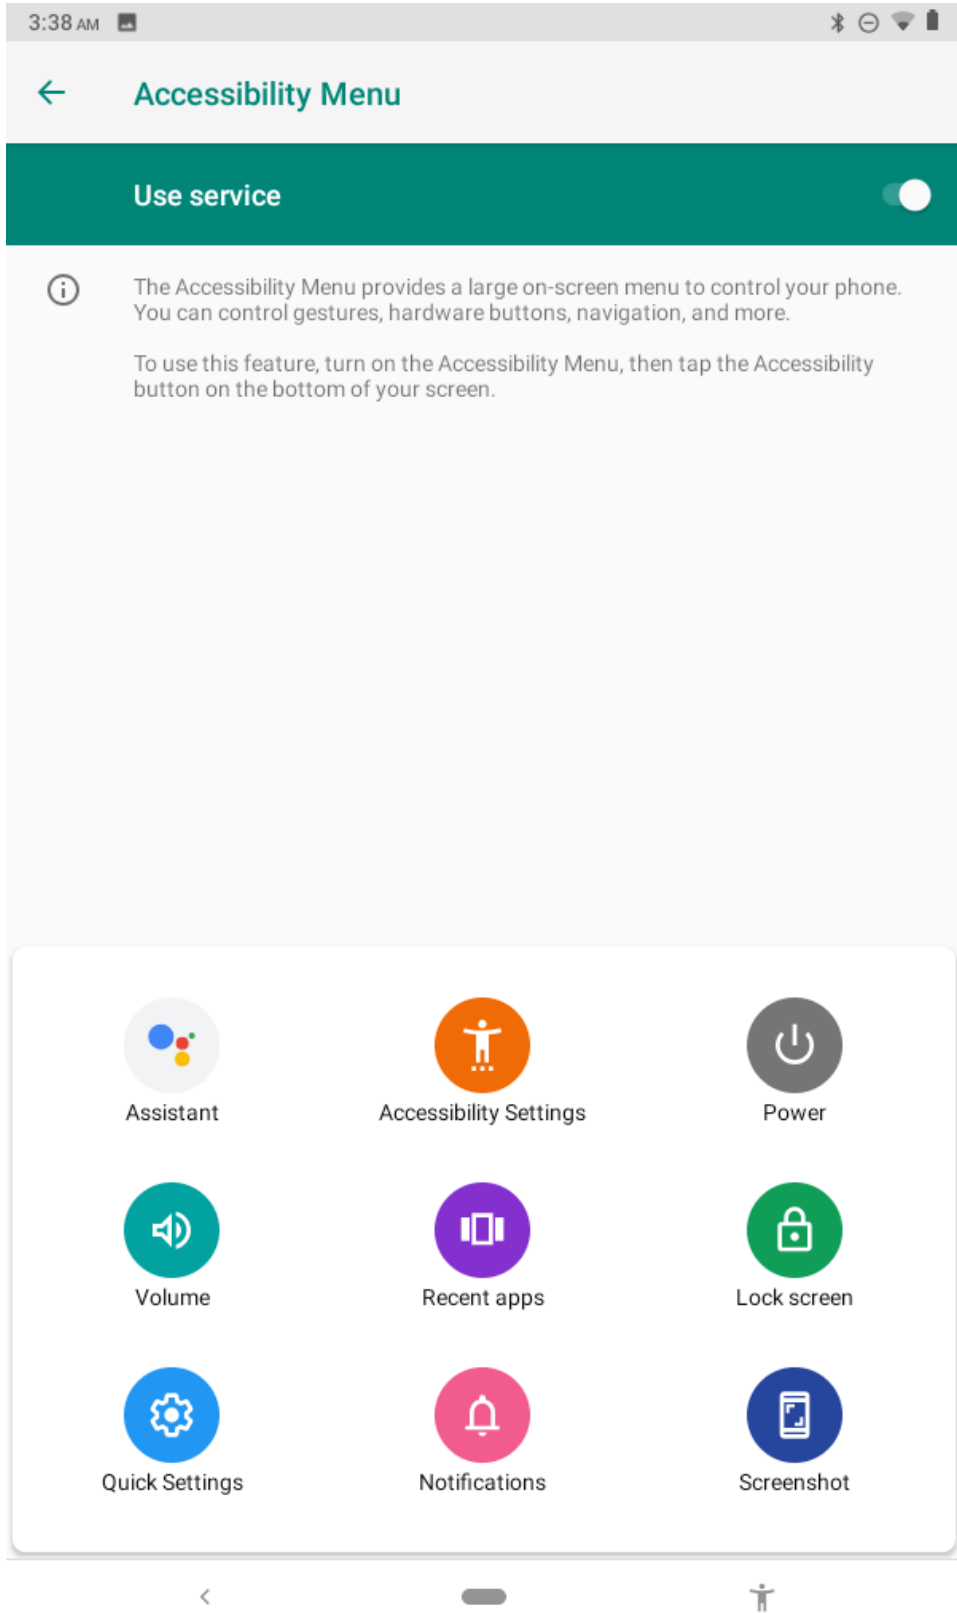 3:38 AM
Accessibility Menu
Use service
The Accessibility Menu provides a large on-screen menu to control your phone.
You can control gestures, hardware buttons, navigation, and more.
To use this feature, turn on the Accessibility Menu, then tap the Accessibility
button on the bottom of your screen.
Assistant
Accessibility Settings
Power
Volume
Recent apps
Lock screen
Quick Settings
Notifications
Screenshot